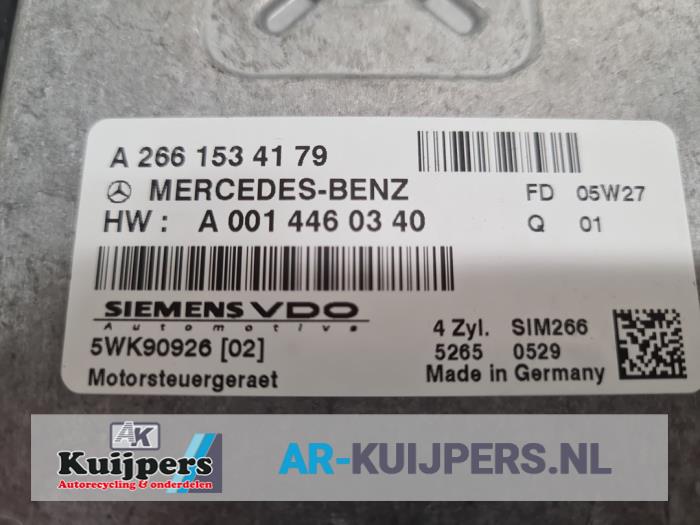 A 266 153 41 79
MERCEDES-BENZ
FD 05W27
HW: A 001 446 03 40
Q 01
SIEMENS VDO
Automotive
4 Zyl. SIM266
5WK90926 [02]
5265 0529
Motorsteuergeraet
Made in Germany
AK
Kuijpers
Autorecycling & onderdelen
AR-KUIJPERS.NL